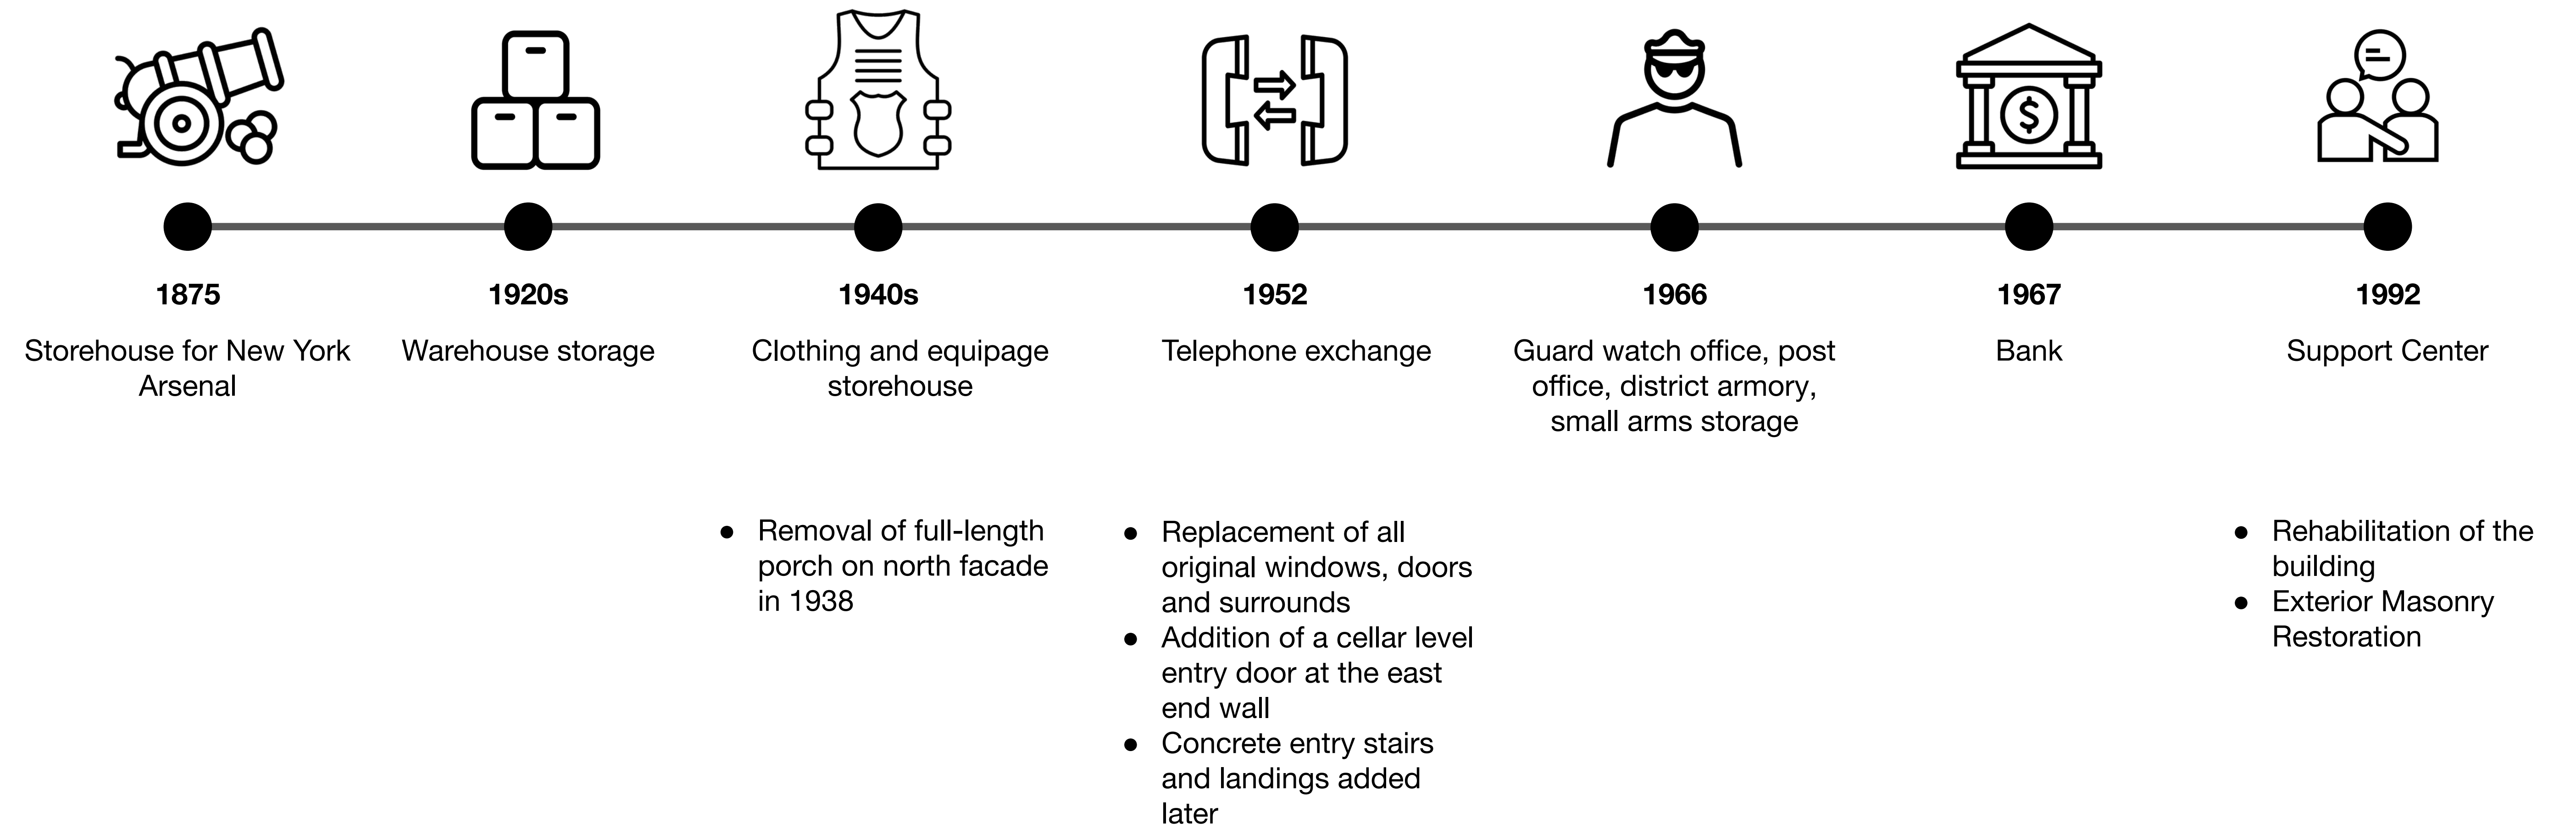 1875
Storehouse for New York
Arsenal
1920s
Warehouse storage
1940s
Clothing and equipage
storehouse
1952
Telephone exchange
1966
Guard watch office, post
office, district armory,
small arms storage
1967
Bank
$
1992
Support Center
● Removal of full-length
porch on north facade
in 1938
● Replacement of all
original windows, doors
and surrounds
● Addition of a cellar level
entry door at the east
end wall
● Concrete entry stairs
and landings added
later
● Rehabilitation of the
building
● Exterior Masonry
Restoration